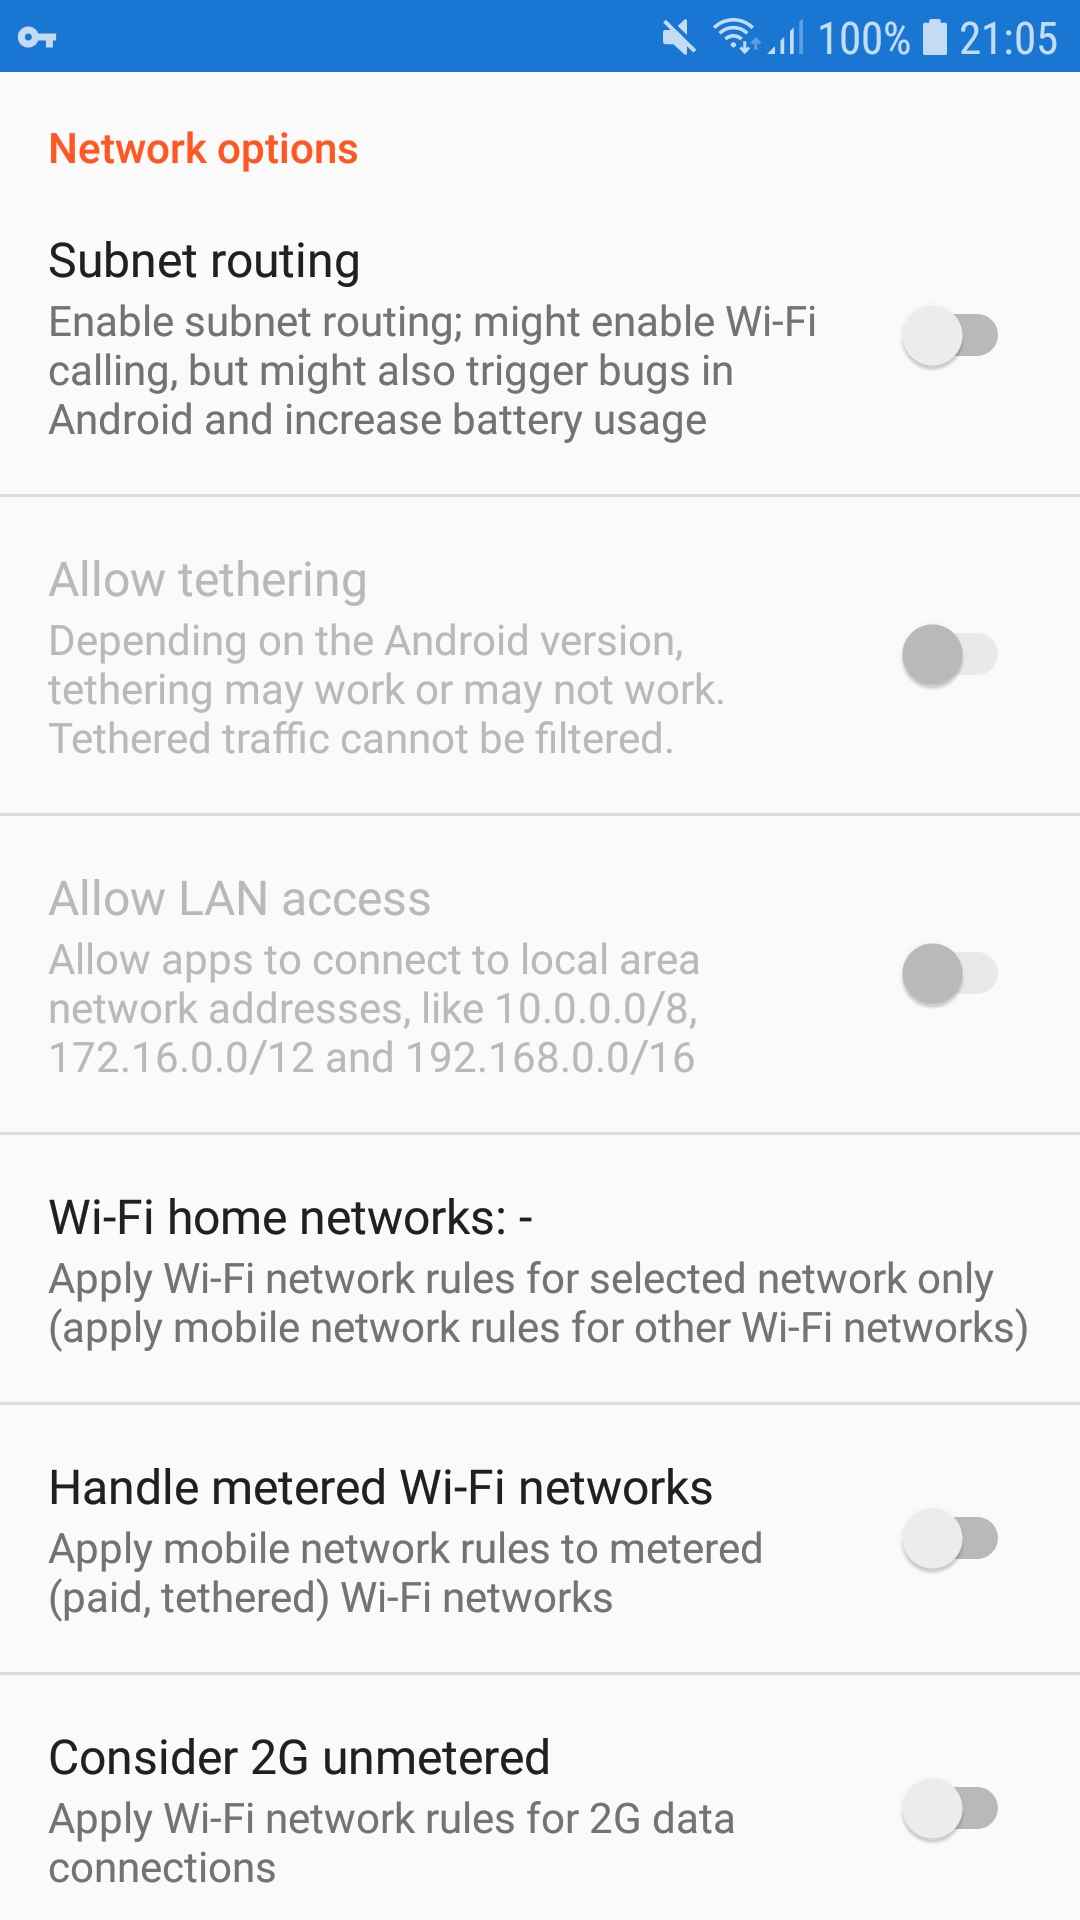 100% 21:05
Network options
Subnet routing
Enable subnet routing; might enable Wi-Fi
calling, but might also trigger bugs in
Android and increase battery usage
Allow tethering
Depending on the Android version,
tethering may work or may not work.
Tethered traffic cannot be filtered.
Allow LAN access
Allow apps to connect to local area
network addresses, like 10.0.0.0/8,
172.16.0.0/12 and 192.168.0.0/16
Wi-Fi home networks: -
Apply Wi-Fi network rules for selected network only
(apply mobile network rules for other Wi-Fi networks)
Handle metered Wi-Fi networks
Apply mobile network rules to metered
(paid, tethered) Wi-Fi networks
Consider 2G unmetered
Apply Wi-Fi network rules for 2G data
connections